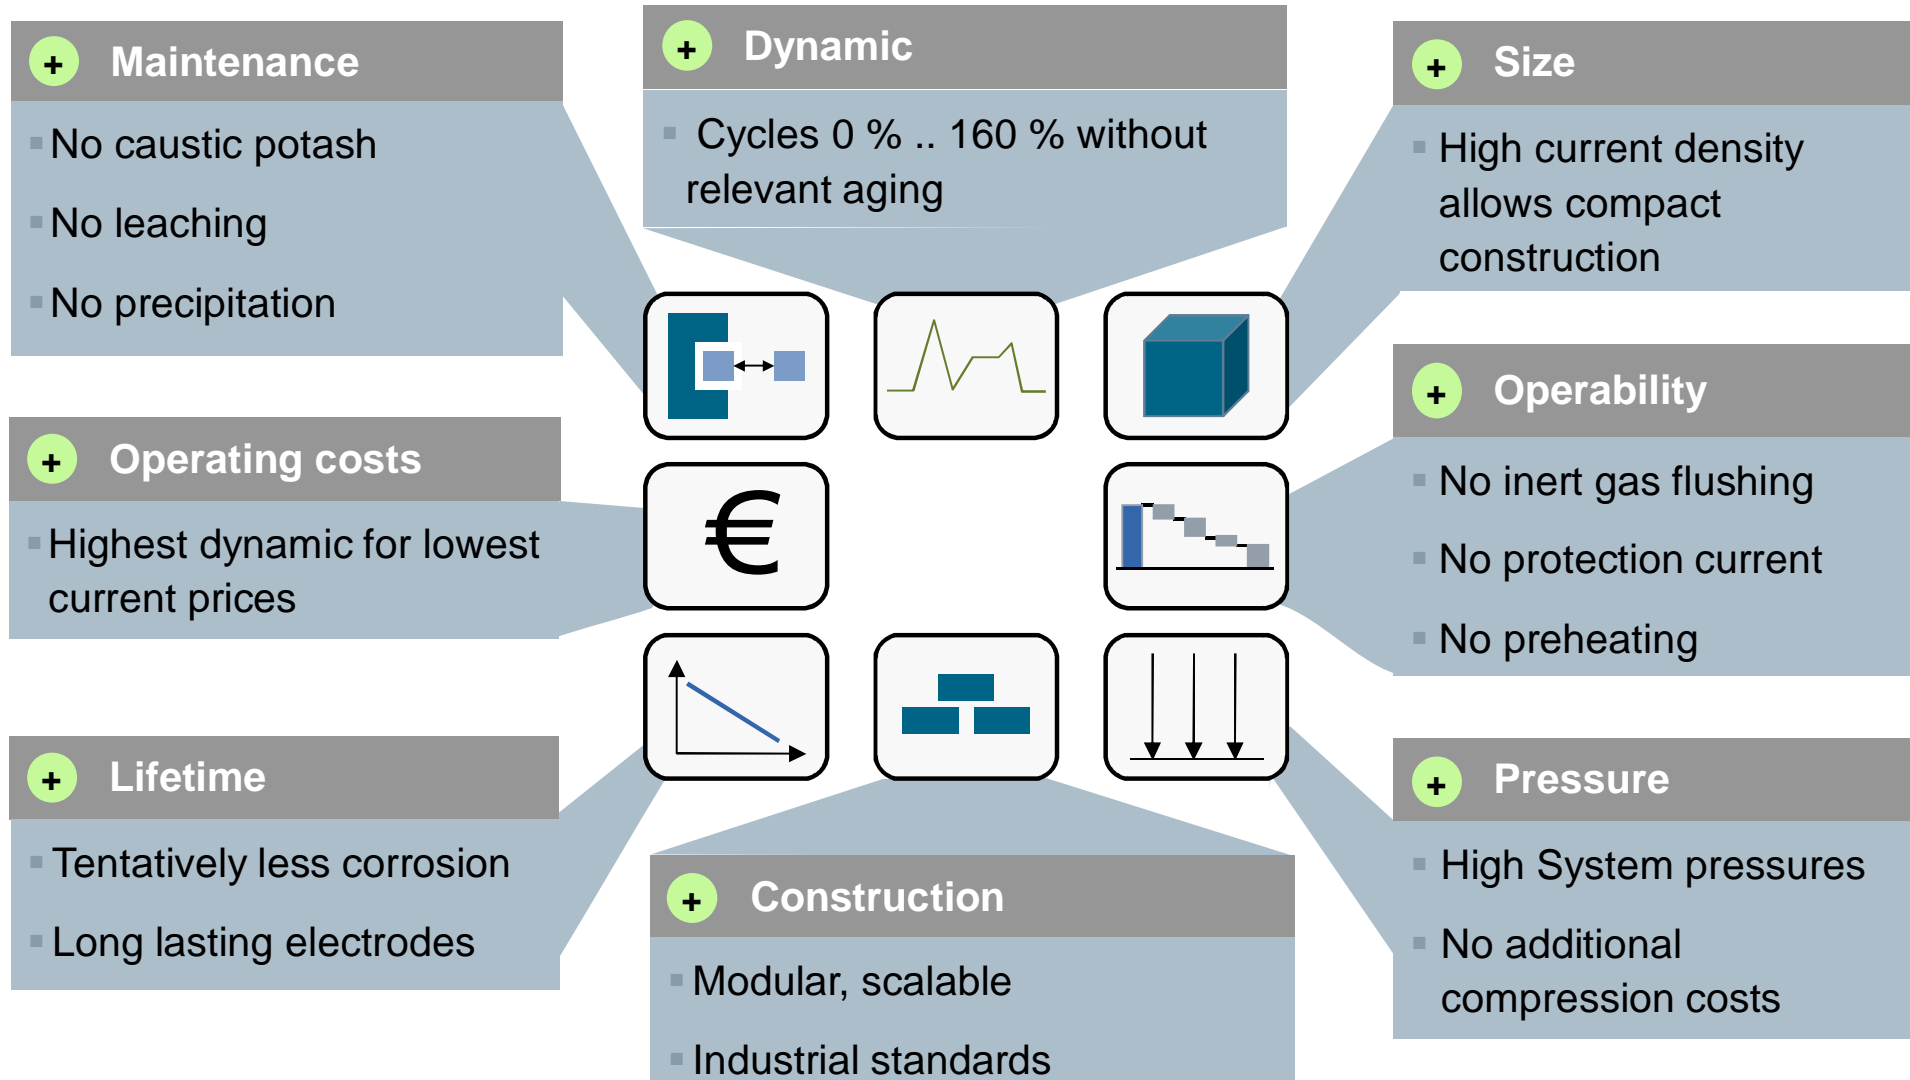 + Maintenance
No caustic potash
No leaching
No precipitation
+ Dynamic
Cycles 0 % .. 160 % without
relevant aging
+ Size
High current density
allows compact
construction
+ Operating costs
Highest dynamic for lowest
current prices
€
+ Operability
No inert gas flushing
No protection current
No preheating
+ Lifetime
Tentatively less corrosion
Long lasting electrodes
+ Construction
Modular, scalable
Industrial standards
+ Pressure
High System pressures
No additional
compression costs